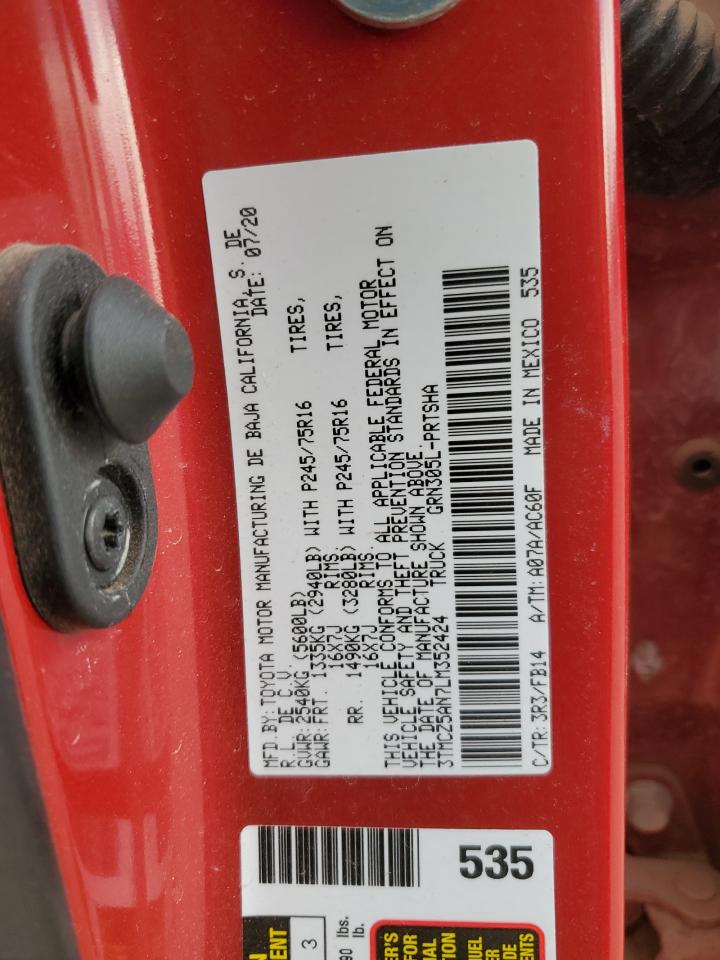 MFD.BY:TOYOTA MOTOR MANUFACTURING DE BAJA CALIFORNIA, S. DE
R.L. DE C.V. DATE: 07/20
GVWR:2540KG (5600LB)
GAWR:FRT. 1335KG (2940LB) WITH P245/75R16 TIRES,
16X7J RIMS.
RR. 1490KG (3280LB) WITH P245/75R16 TIRES,
16X7J RIMS.
THIS VEHICLE CONFORMS TO ALL APPLICABLE FEDERAL MOTOR
VEHICLE SAFETY AND THEFT PREVENTION STANDARDS IN EFFECT ON
THE DATE OF MANUFACTURE SHOWN ABOVE.
3TMCZ5AN7LM352424 TRUCK GRN305L-PRTSHA
C/TR:3R3/FB14 A/TM:A07A/AC60F MADE IN MEXICO 535
535
3
90 lbs.
lb.